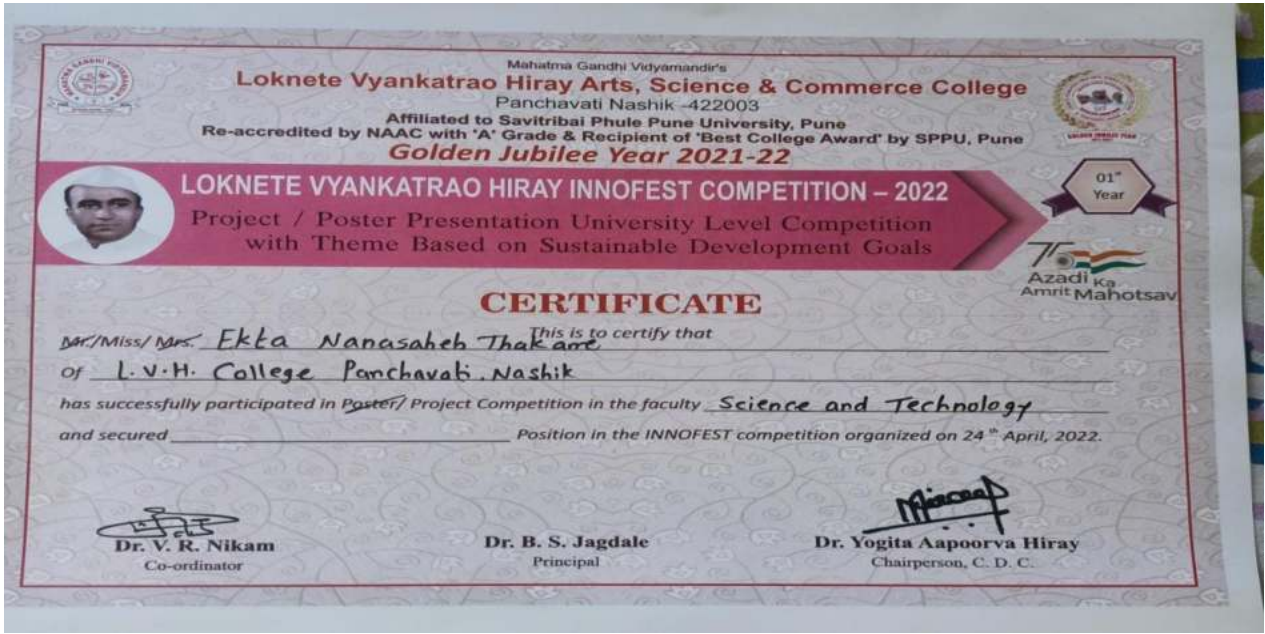 Mahatma Gandhi Vidyamandir's
Loknete Vyankatrao Hiray Arts, Science & Commerce College
Panchavati Nashik -422003
Affiliated to Savitribai Phule Pune University, Pune
Re-accredited by NAAC with 'A' Grade & Recipient of 'Best College Award' by SPPU, Pune
Golden Jubilee Year 2021-22
GOLDEN JUBILEE YEAR
LOKNETE VYANKATRAO HIRAY INNOFEST COMPETITION – 2022
Project / Poster Presentation University Level Competition
with Theme Based on Sustainable Development Goals
01st
Year
75
Azadi Ka
Amrit Mahotsav
CERTIFICATE
This is to certify that
Mr./Miss/ Mrs. Ekta Nanasaheb Thakare
Of L.V.H. College Panchavati. Nashik
has successfully participated in Poster/ Project Competition in the faculty Science and Technology
and secured Position in the INNOFEST competition organized on 24th April, 2022.
Dr. V. R. Nikam
Co-ordinator
Dr. B. S. Jagdale
Principal
Dr. Yogita Aapoorva Hiray
Chairperson, C. D. C.